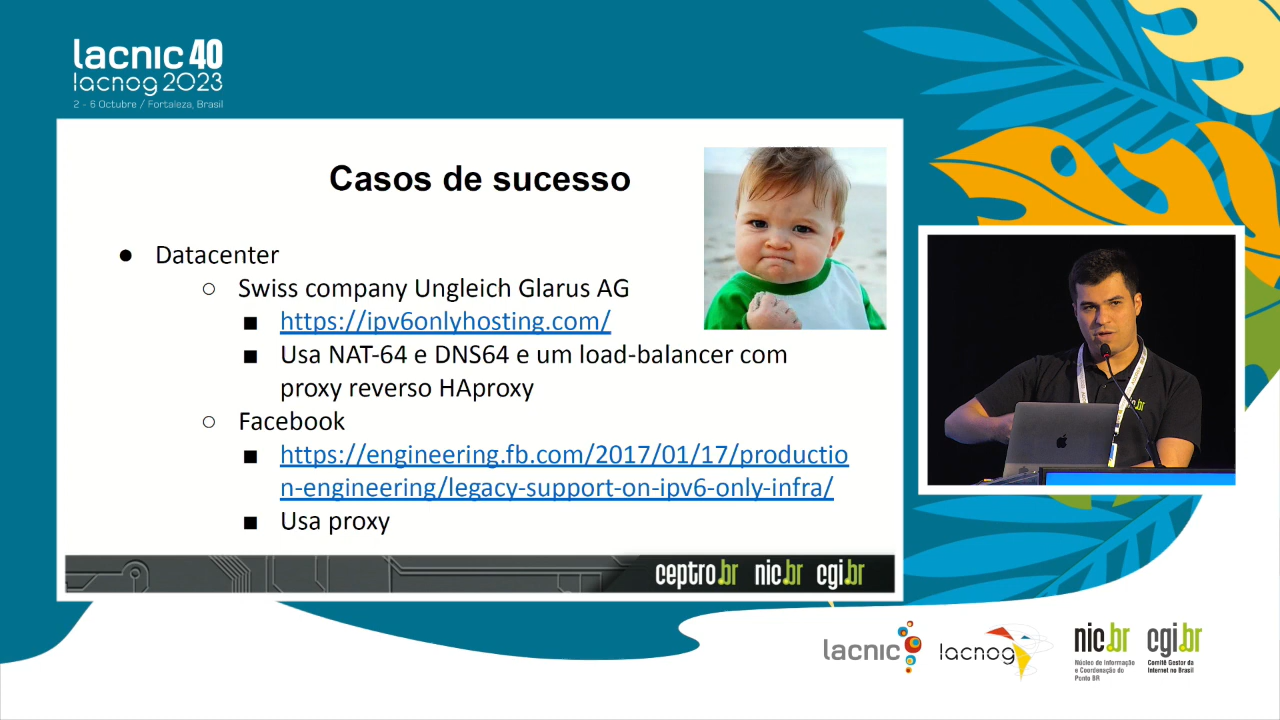 lacnic 40
lacnog 2023
2 - 6 Octubre / Fortaleza, Brasil
Casos de sucesso
● Datacenter
○ Swiss company Ungleich Glarus AG
■ https://ipv6onlyhosting.com/
■ Usa NAT-64 e DNS64 e um load-balancer com
proxy reverso HAproxy
○ Facebook
■ https://engineering.fb.com/2017/01/17/productio
n-engineering/legacy-support-on-ipv6-only-infra/
■ Usa proxy
ceptro.br nic.br cgi.br
nic.br
lacnic
lacnog
nic.br
Núcleo de Informação
e Coordenação do
Ponto BR
cgi.br
Comitê Gestor da
Internet no Brasil